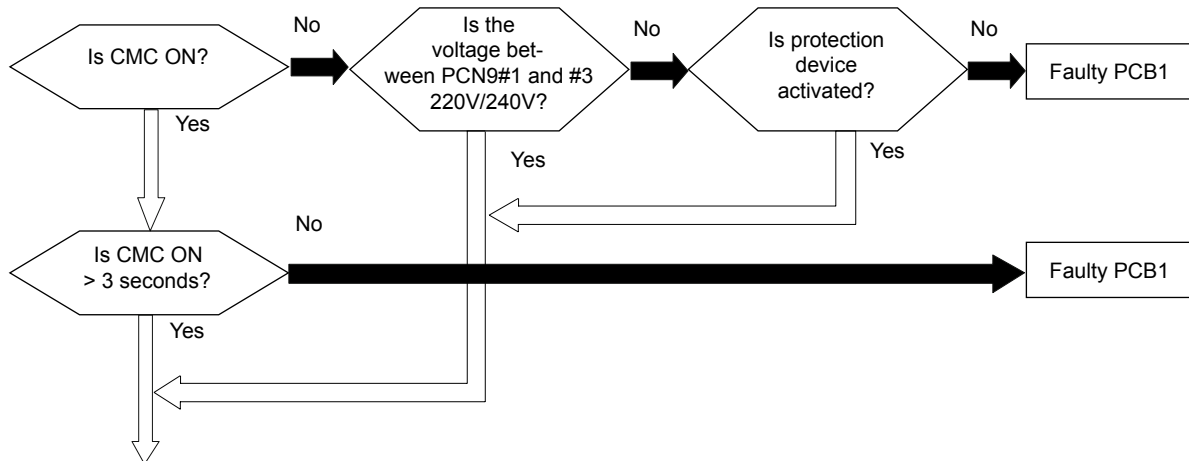 Is CMC ON?
No
Is the
voltage bet-
ween PCN9#1 and #3
220V/240V?
No
Is protection
device
activated?
No
Faulty PCB1
Yes
Yes
Yes
Is CMC ON
> 3 seconds?
No
Faulty PCB1
Yes